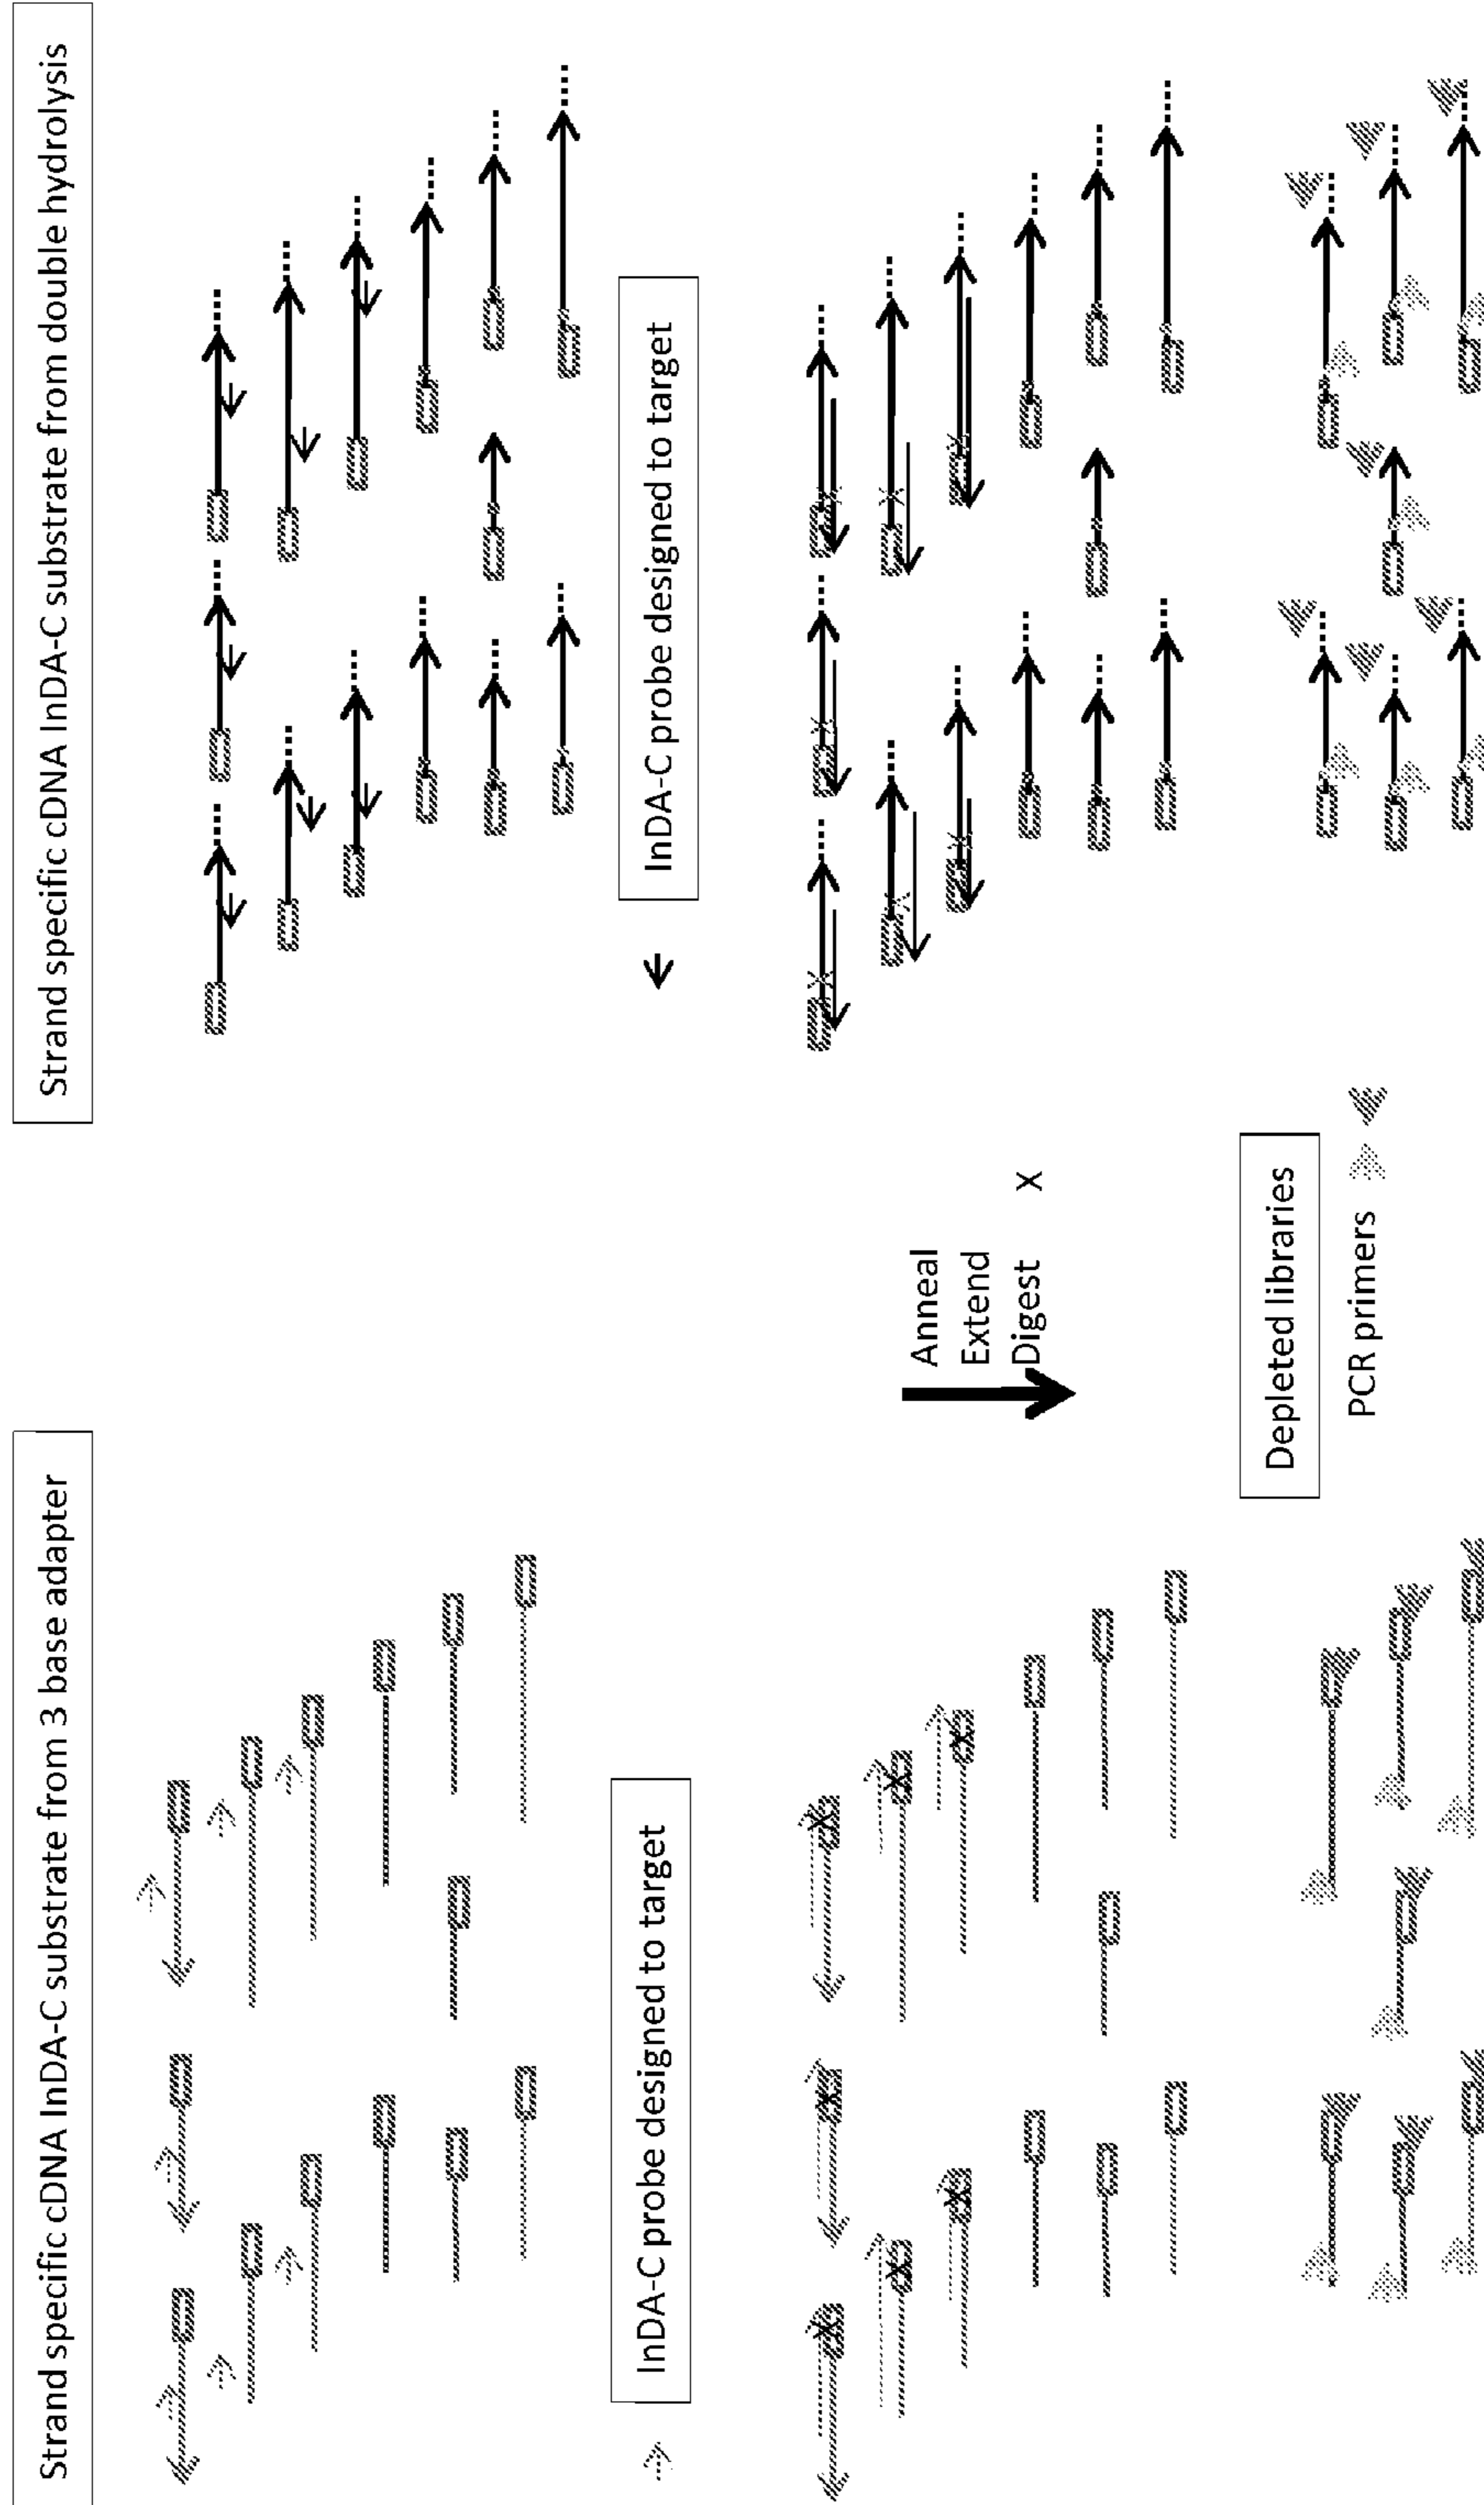 Strand specific cDNA InDA-C substrate from 3 base adapter
Strand specific cDNA InDA-C substrate from double hydrolysis
InDA-C probe designed to target
InDA-C probe designed to target
Anneal
Extend
Digest X
Depleted libraries
PCR primers